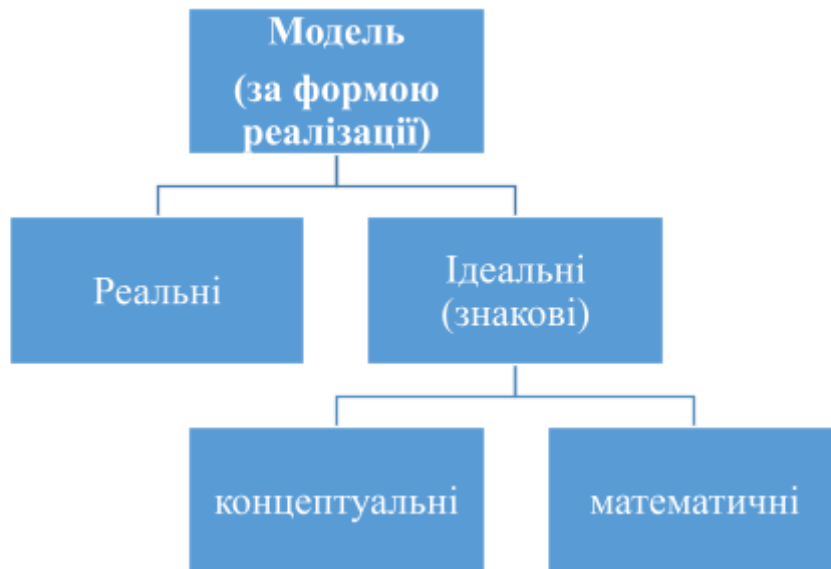 Модель
(за формою
реалізації)
Реальні
Ідеальні
(знакові)
концептуальні
математичні